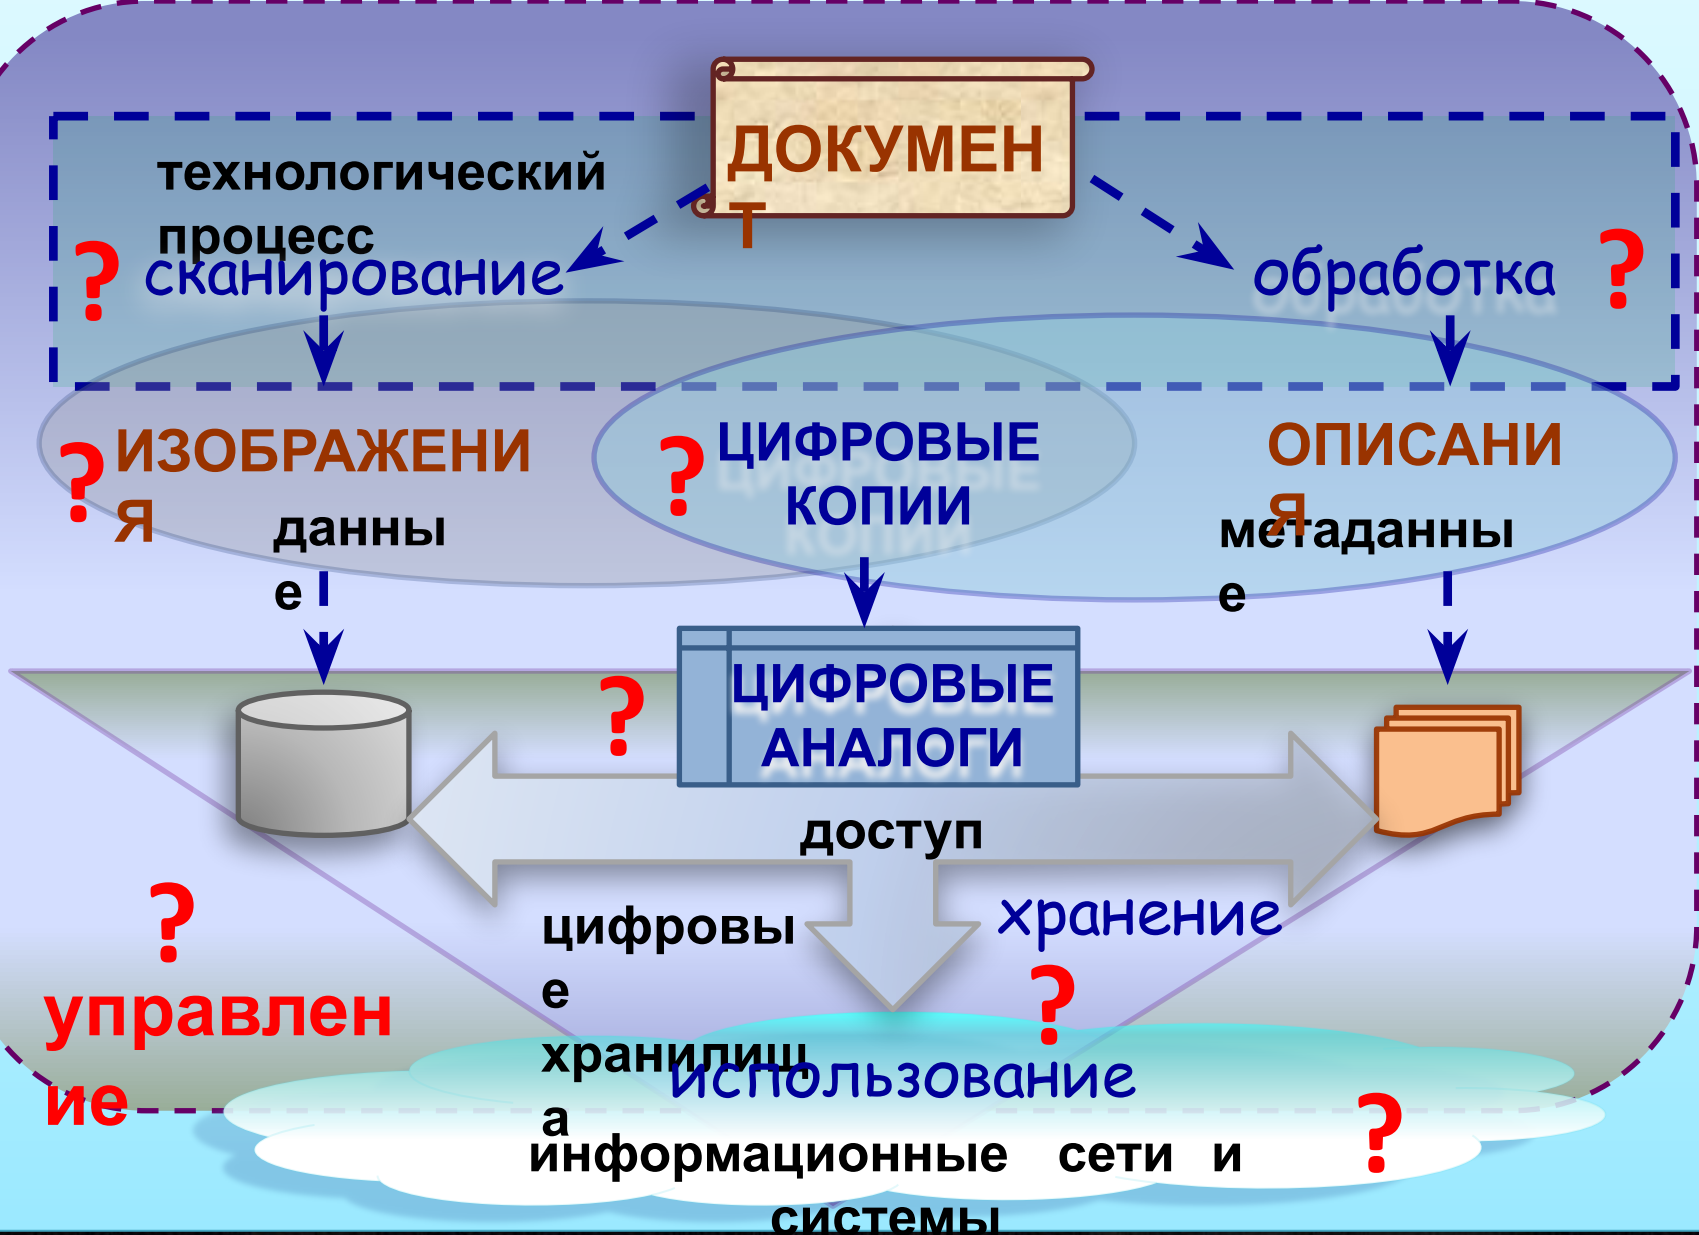 ДОКУМЕН
Т
технологический
процесс
?
сканирование
обработка
?
?
ИЗОБРАЖЕНИ
Я
данны
е
?
ЦИФРОВЫЕ
КОПИИ
ОПИСАНИ
Я
метаданны
е
?
ЦИФРОВЫЕ
АНАЛОГИ
доступ
?
управлен
ие
цифровы
е
хранилищ
а
хранение
?
использование
информационные сети и
системы
?